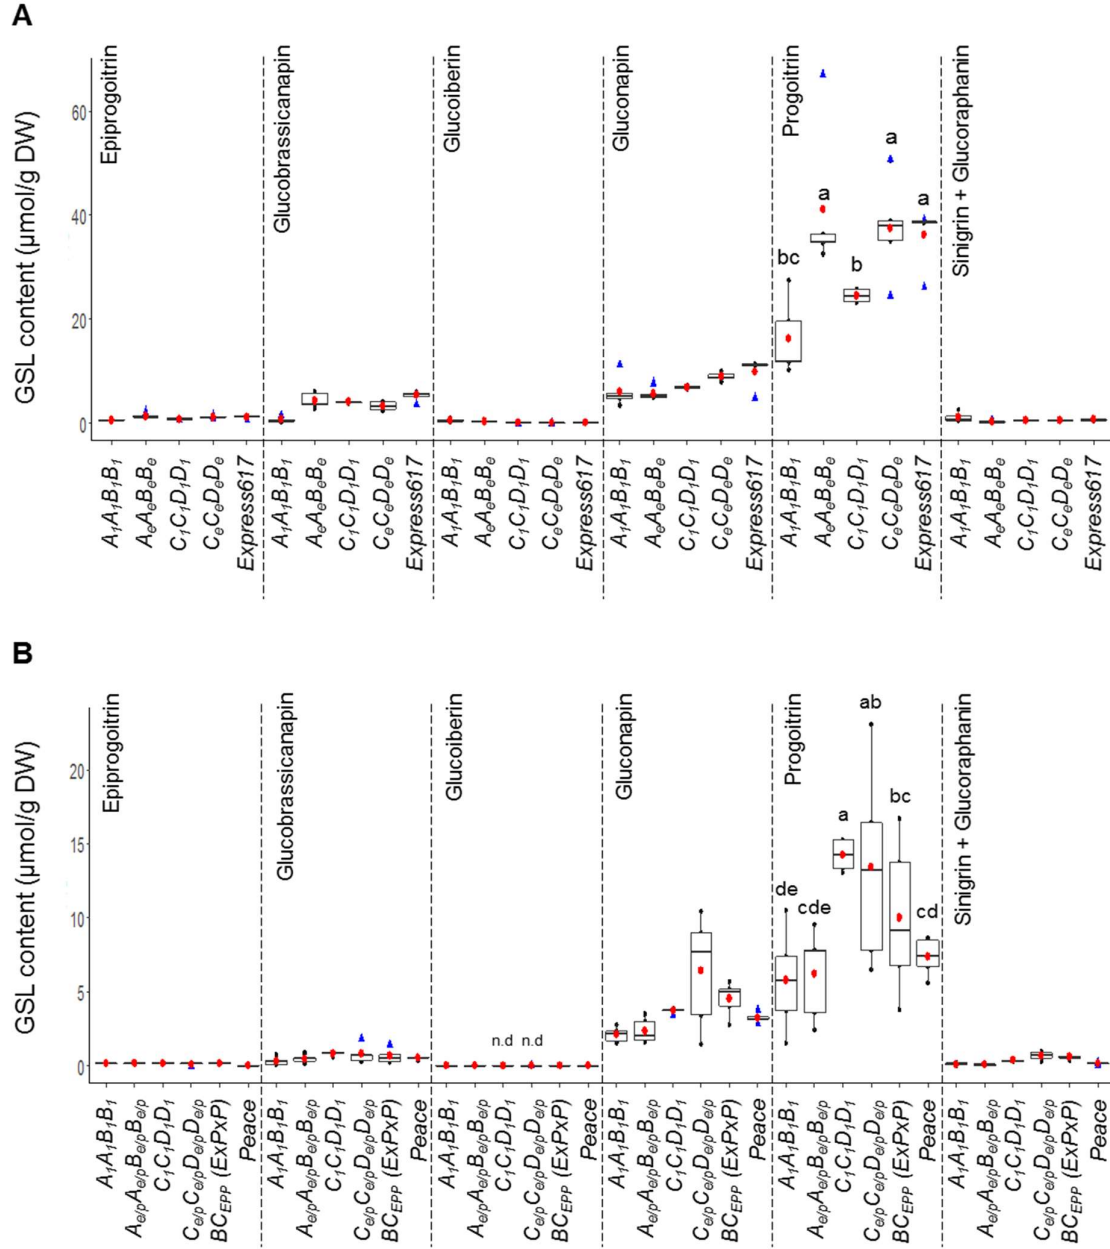 A
GSL content (μmol/g DW)
60
40
20
0
Epiprogoitrin
Glucobrassicanapin
Glucoiberin
Gluconapin
Progoitrin
Sinigrin + Glucoraphanin
bc
a
b
a
a
A₁A₁B₁B₁
AₑAₑBₑBₑ
C₁C₁D₁D₁
CₑCₑDₑDₑ
Express617
A₁A₁B₁B₁
AₑAₑBₑBₑ
C₁C₁D₁D₁
CₑCₑDₑDₑ
Express617
A₁A₁B₁B₁
AₑAₑBₑBₑ
C₁C₁D₁D₁
CₑCₑDₑDₑ
Express617
A₁A₁B₁B₁
AₑAₑBₑBₑ
C₁C₁D₁D₁
CₑCₑDₑDₑ
Express617
A₁A₁B₁B₁
AₑAₑBₑBₑ
C₁C₁D₁D₁
CₑCₑDₑDₑ
Express617
A₁A₁B₁B₁
AₑAₑBₑBₑ
C₁C₁D₁D₁
CₑCₑDₑDₑ
Express617
B
GSL content (μmol/g DW)
20
15
10
5
0
Epiprogoitrin
Glucobrassicanapin
Glucoiberin
Gluconapin
Progoitrin
Sinigrin + Glucoraphanin
n.d n.d
de
cde
a
ab
bc
cd
A₁A₁B₁B₁
Ae/pAe/pBe/pBe/p
C₁C₁D₁D₁
Ce/pCe/pDe/pDe/p
BCEPP (ExPxP)
Peace
A₁A₁B₁B₁
Ae/pAe/pBe/pBe/p
C₁C₁D₁D₁
Ce/pCe/pDe/pDe/p
BCEPP (ExPxP)
Peace
A₁A₁B₁B₁
Ae/pAe/pBe/pBe/p
C₁C₁D₁D₁
Ce/pCe/pDe/pDe/p
BCEPP (ExPxP)
Peace
A₁A₁B₁B₁
Ae/pAe/pBe/pBe/p
C₁C₁D₁D₁
Ce/pCe/pDe/pDe/p
BCEPP (ExPxP)
Peace
A₁A₁B₁B₁
Ae/pAe/pBe/pBe/p
C₁C₁D₁D₁
Ce/pCe/pDe/pDe/p
BCEPP (ExPxP)
Peace
A₁A₁B₁B₁
Ae/pAe/pBe/pBe/p
C₁C₁D₁D₁
Ce/pCe/pDe/pDe/p
BCEPP (ExPxP)
Peace